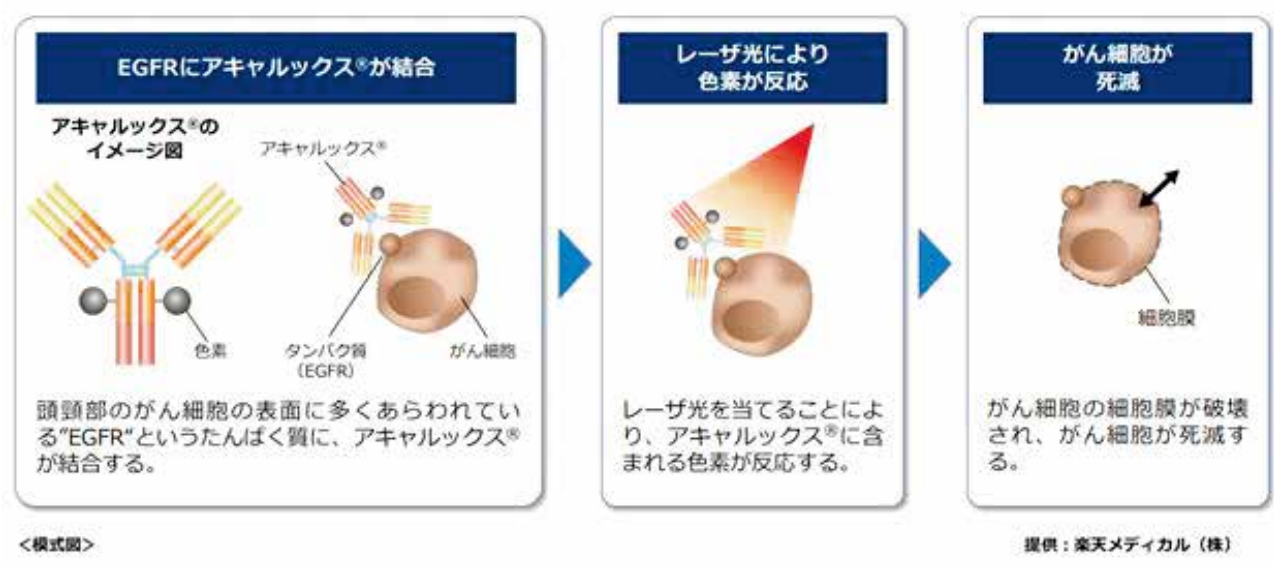 EGFRにアキャルックス®が結合
アキャルックス®の
イメージ図
アキャルックス®
色素
タンパク質
（EGFR）
がん細胞
頭頸部のがん細胞の表面に多くあらわれてい
る"EGFR"というたんぱく質に、アキャルックス®
が結合する。
レーザ光により
色素が反応
レーザ光を当てることによ
り、アキャルックス®に含
まれる色素が反応する。
がん細胞が
死滅
細胞膜
がん細胞の細胞膜が破壊
され、がん細胞が死滅す
る。
＜模式図＞
提供：楽天メディカル（株）